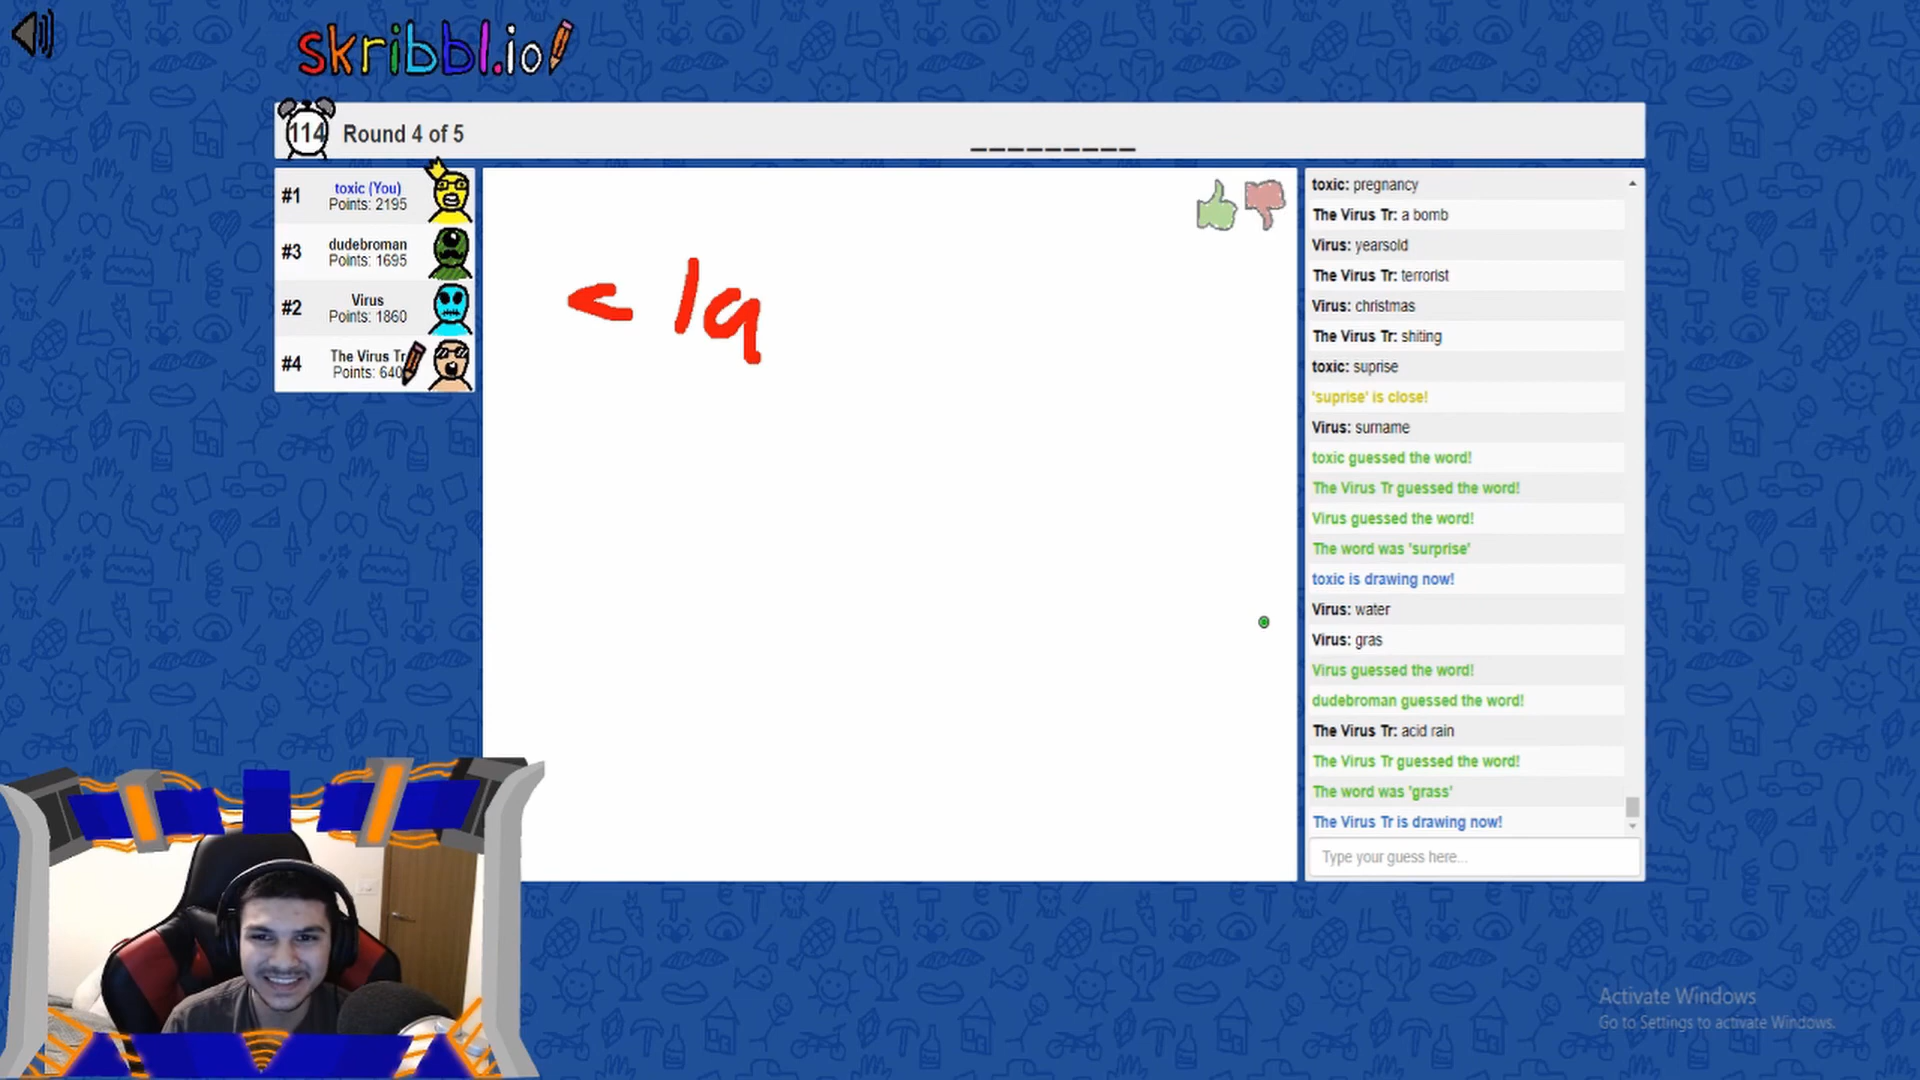 skribbl.io
114 Round 4 of 5
_________
#1 toxic (You)
Points: 2195
#3 dudebroman
Points: 1695
#2 Virus
Points: 1860
#4 The Virus Tr
Points: 640
< 19
toxic: pregnancy
The Virus Tr: a bomb
Virus: yearsold
The Virus Tr: terrorist
Virus: christmas
The Virus Tr: shiting
toxic: suprise
'suprise' is close!
Virus: surname
toxic guessed the word!
The Virus Tr guessed the word!
Virus guessed the word!
The word was 'surprise'
toxic is drawing now!
Virus: water
Virus: gras
Virus guessed the word!
dudebroman guessed the word!
The Virus Tr: acid rain
The Virus Tr guessed the word!
The word was 'grass'
The Virus Tr is drawing now!
Type your guess here...
Activate Windows
Go to Settings to activate Windows.